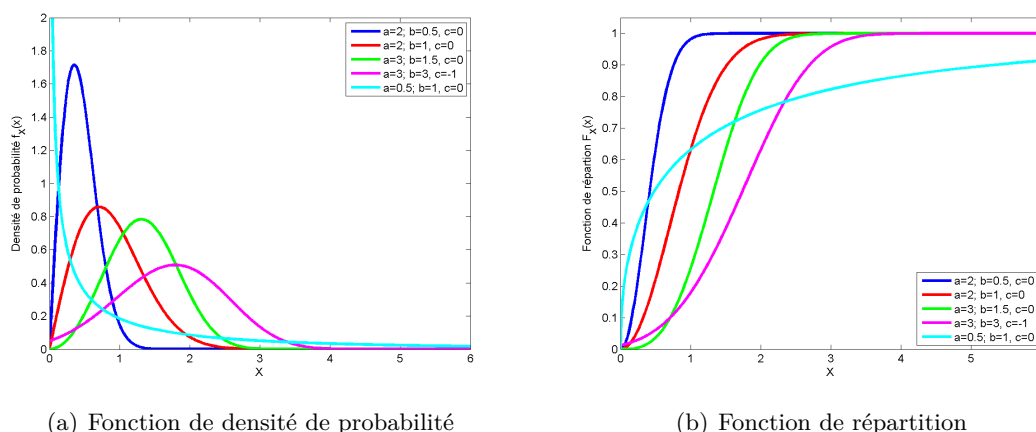 2
1.8
1.6
1.4
1.2
1
0.8
0.6
0.4
0.2
0
Densité de probabilité f_X(x)
0 1 2 3 4 5 6
X
a=2; b=0.5, c=0
a=2; b=1, c=0
a=3; b=1.5, c=0
a=3; b=3, c=-1
a=0.5; b=1, c=0
(a) Fonction de densité de probabilité
1
0.9
0.8
0.7
0.6
0.5
0.4
0.3
0.2
0.1
0
Fonction de répartion F_X(x)
0 1 2 3 4 5
X
a=2; b=0.5, c=0
a=2; b=1, c=0
a=3; b=1.5, c=0
a=3; b=3, c=-1
a=0.5; b=1, c=0
(b) Fonction de répartition